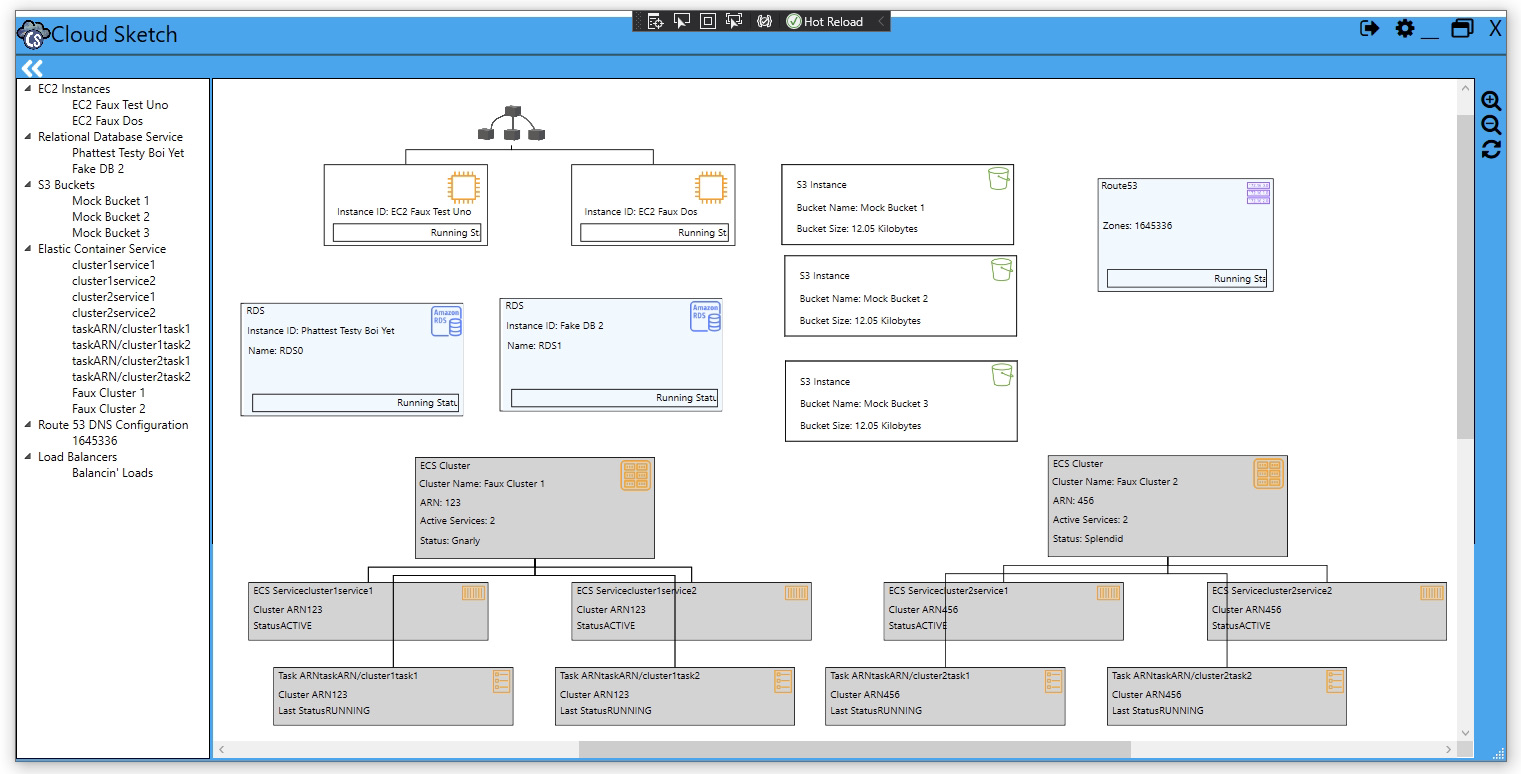 Hot Reload
CS Cloud Sketch
X
EC2 Instances
EC2 Faux Test Uno
EC2 Faux Dos
Relational Database Service
Phattest Testy Boi Yet
Fake DB 2
S3 Buckets
Mock Bucket 1
Mock Bucket 2
Mock Bucket 3
Elastic Container Service
cluster1service1
cluster1service2
cluster2service1
cluster2service2
taskARN/cluster1task1
taskARN/cluster1task2
taskARN/cluster2task1
taskARN/cluster2task2
Faux Cluster 1
Faux Cluster 2
Route 53 DNS Configuration
1645336
Load Balancers
Balancin' Loads
Instance ID: EC2 Faux Test Uno
Running St
Instance ID: EC2 Faux Dos
Running St
S3 Instance
Bucket Name: Mock Bucket 1
Bucket Size: 12.05 Kilobytes
Route53
Zones: 1645336
Running Sta
S3 Instance
Bucket Name: Mock Bucket 2
Bucket Size: 12.05 Kilobytes
RDS
Amazon
RDS
Instance ID: Phattest Testy Boi Yet
Name: RDS0
Running Statu
RDS
Amazon
RDS
Instance ID: Fake DB 2
Name: RDS1
Running Statu
S3 Instance
Bucket Name: Mock Bucket 3
Bucket Size: 12.05 Kilobytes
ECS Cluster
Cluster Name: Faux Cluster 1
ARN: 123
Active Services: 2
Status: Gnarly
ECS Cluster
Cluster Name: Faux Cluster 2
ARN: 456
Active Services: 2
Status: Splendid
ECS Servicecluster1service1
Cluster ARN123
StatusACTIVE
ECS Servicecluster1service2
Cluster ARN123
StatusACTIVE
ECS Servicecluster2service1
Cluster ARN456
StatusACTIVE
ECS Servicecluster2service2
Cluster ARN456
StatusACTIVE
Task ARNtaskARN/cluster1task1
Cluster ARN123
Last StatusRUNNING
Task ARNtaskARN/cluster1task2
Cluster ARN123
Last StatusRUNNING
Task ARNtaskARN/cluster2task1
Cluster ARN456
Last StatusRUNNING
Task ARNtaskARN/cluster2task2
Cluster ARN456
Last StatusRUNNING